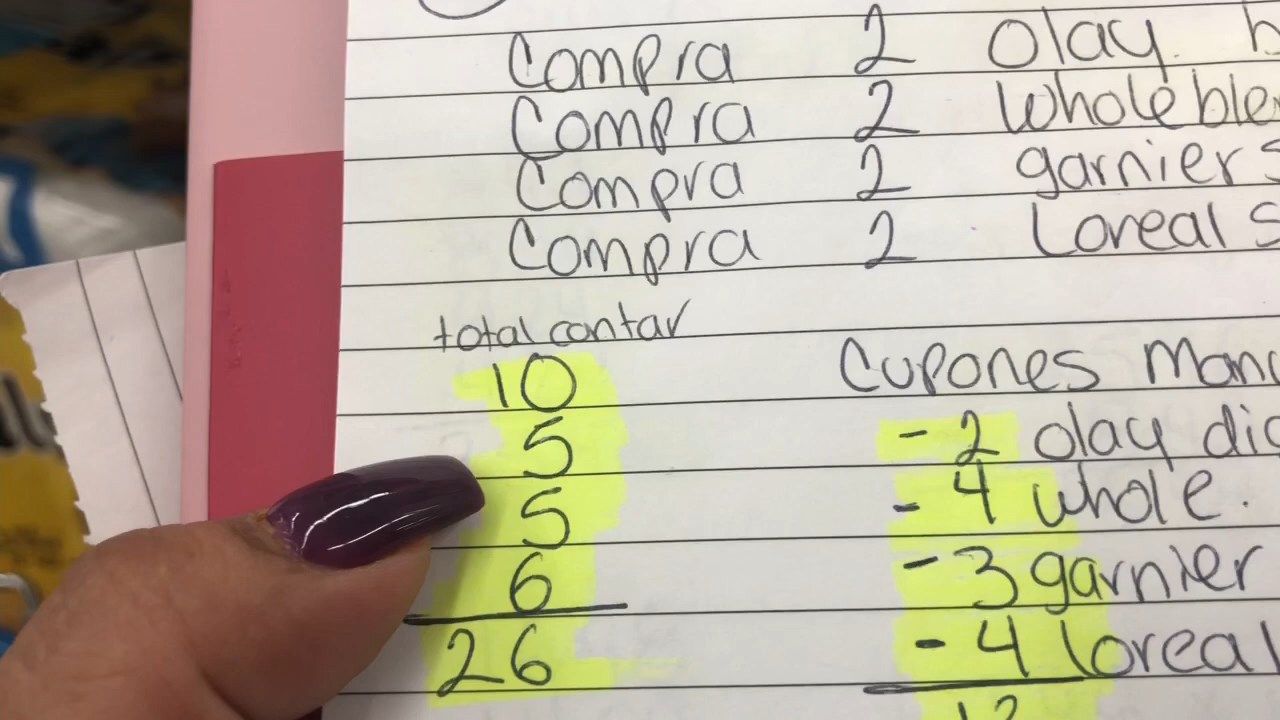 Compra 2 Olay.
Compra 2 Whole
Compra 2 garnier
Compra 2 Loreal
total contar
10 Cupones
5 -2 olay
5 -4 whole.
6 -3 garnier
26 -4 loreal